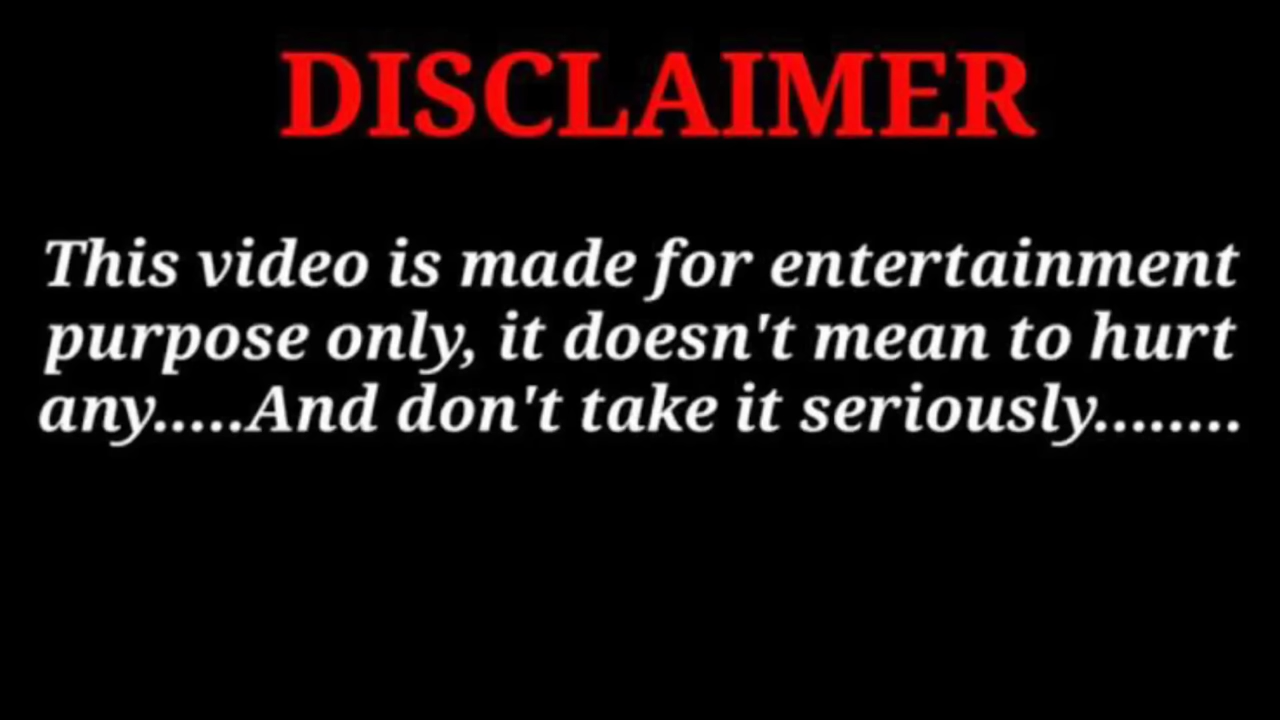 DISCLAIMER
This video is made for entertainment
purpose only, it doesn't mean to hurt
any.....And don't take it seriously........